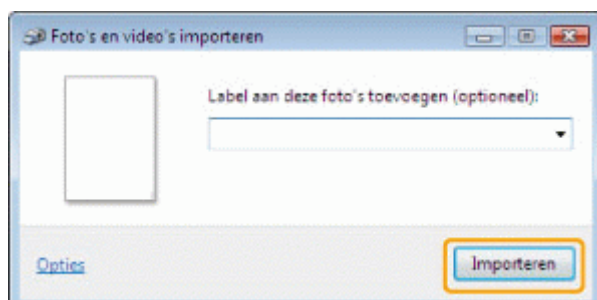 Foto's en video's importeren
Label aan deze foto's toevoegen (optioneel):
Opties
Importeren